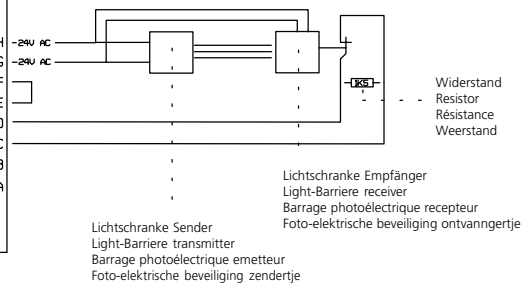 H -24V AC
G -24V AC
F
E
D
C
B
A
1K5
Widerstand
Resistor
Résistance
Weerstand
Lichtschranke Empfänger
Light-Barriere receiver
Barrage photoélectrique recepteur
Foto-elektrische beveiliging ontvanngertje
Lichtschranke Sender
Light-Barriere transmitter
Barrage photoélectrique emetteur
Foto-elektrische beveiliging zendertje